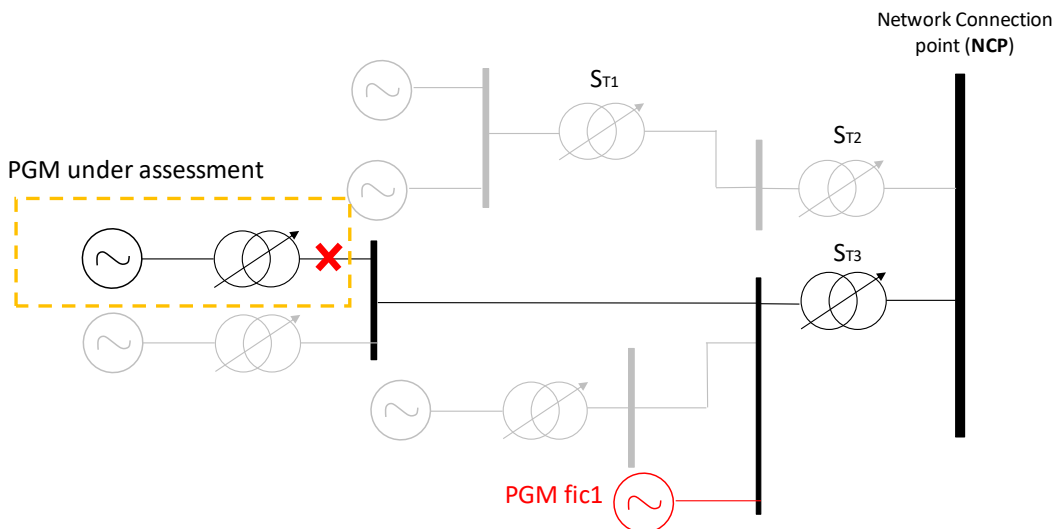 Network Connection
point (NCP)
ST1
ST2
PGM under assessment
ST3
PGM fic1